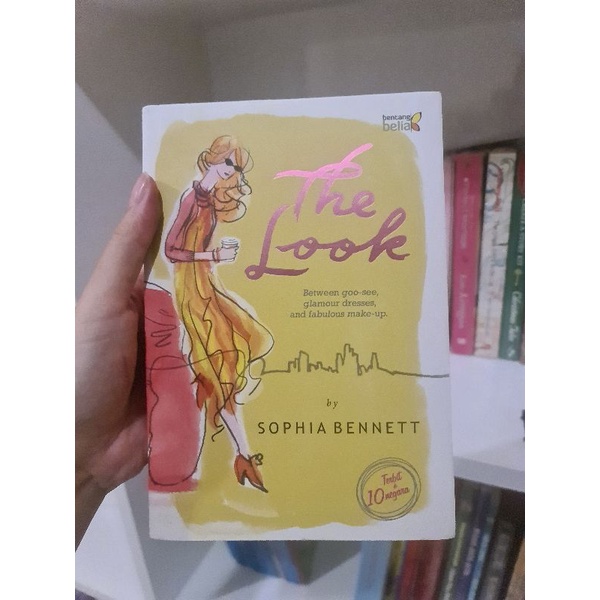 bentang
belia
The
Look
Between goo-see,
glamour dresses,
and fabulous make-up.
by
SOPHIA BENNETT
Terbit
di
10 negara